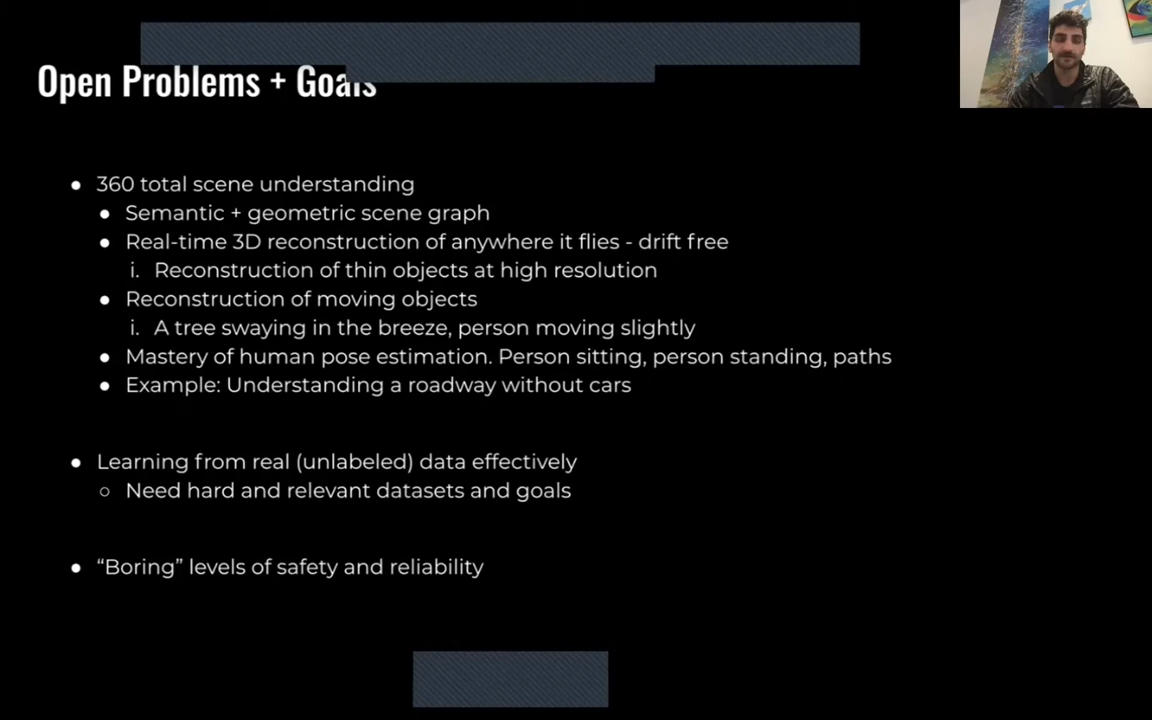 Open Problems + Goals
● 360 total scene understanding
● Semantic + geometric scene graph
● Real-time 3D reconstruction of anywhere it flies - drift free
i. Reconstruction of thin objects at high resolution
● Reconstruction of moving objects
i. A tree swaying in the breeze, person moving slightly
● Mastery of human pose estimation. Person sitting, person standing, paths
● Example: Understanding a roadway without cars
● Learning from real (unlabeled) data effectively
○ Need hard and relevant datasets and goals
● “Boring” levels of safety and reliability